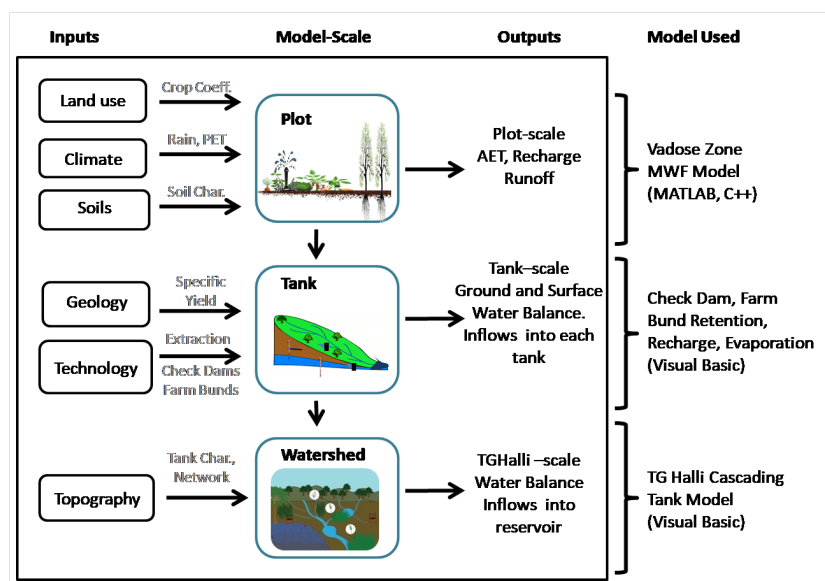 Inputs
Model-Scale
Outputs
Model Used
Land use
Crop Coeff.
Climate
Rain, PET
Soils
Soil Char.
Plot
Plot-scale
AET, Recharge
Runoff
Vadose Zone
MWF Model
(MATLAB, C++)
Geology
Specific
Yield
Technology
Extraction
Check Dams
Farm Bunds
Tank
Tank–scale
Ground and Surface
Water Balance.
Inflows into each
tank
Check Dam, Farm
Bund Retention,
Recharge, Evaporation
(Visual Basic)
Topography
Tank Char.,
Network
Watershed
TGHalli –scale
Water Balance
Inflows into
reservoir
TG Halli Cascading
Tank Model
(Visual Basic)